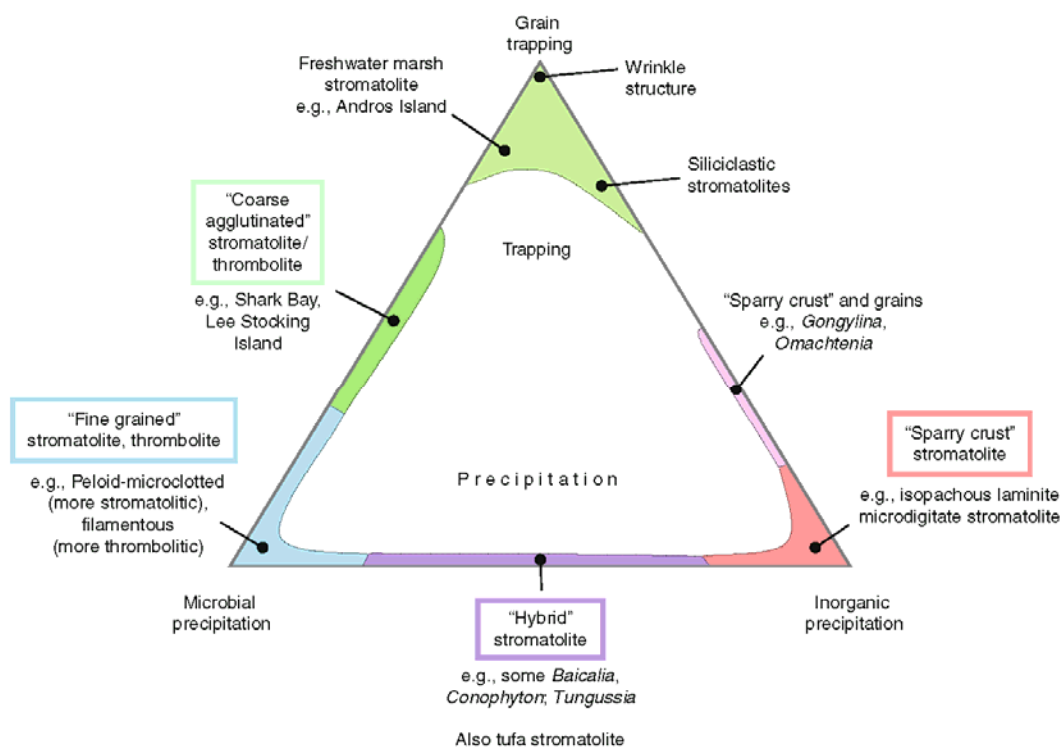 Grain
trapping
Freshwater marsh
stromatolite
e.g., Andros Island
Wrinkle
structure
Siliciclastic
stromatolites
“Coarse
agglutinated”
stromatolite/
thrombolite
e.g., Shark Bay,
Lee Stocking
Island
Trapping
“Sparry crust” and grains
e.g., Gongylina,
Omachtenia
“Fine grained”
stromatolite, thrombolite
e.g., Peloid-microclotted
(more stromatolitic),
filamentous
(more thrombolitic)
Precipitation
“Sparry crust”
stromatolite
e.g., isopachous laminite
microdigitate stromatolite
Microbial
precipitation
“Hybrid”
stromatolite
e.g., some Baicalia,
Conophyton; Tungussia
Also tufa stromatolite
Inorganic
precipitation